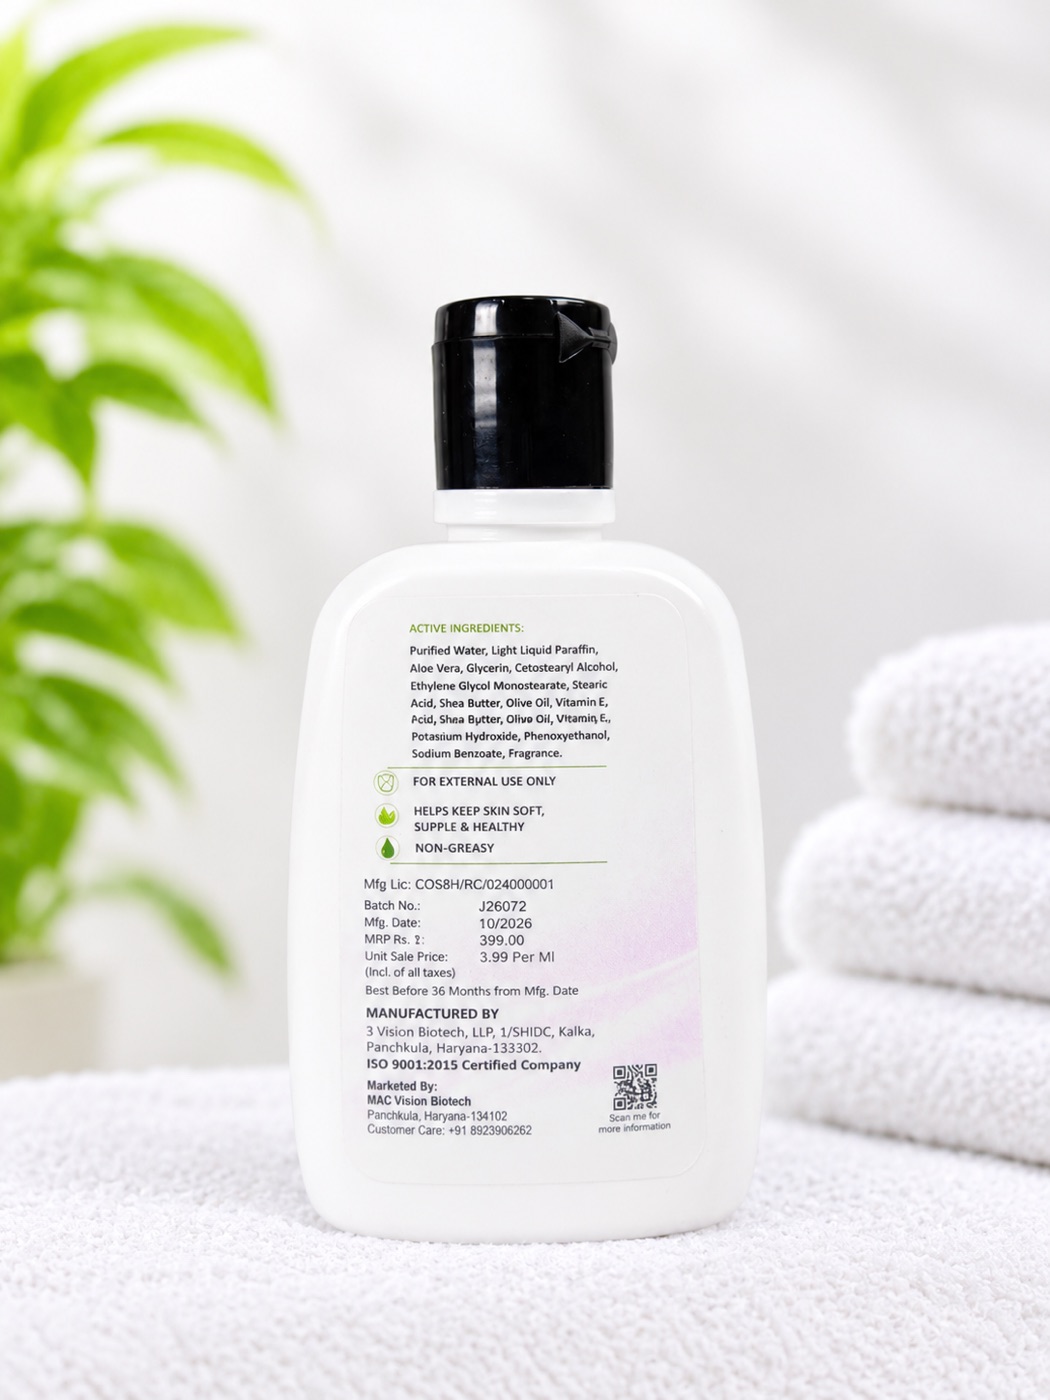 ACTIVE INGREDIENTS:
Purified Water, Light Liquid Paraffin,
Aloe Vera, Glycerin, Cetostearyl Alcohol,
Ethylene Glycol Monostearate, Stearic
Acid, Shea Butter, Olive Oil, Vitamin E,
Acid, Shea Butter, Olive Oil, Vitamin E,
Potassium Hydroxide, Phenoxyethanol,
Sodium Benzoate, Fragrance.
FOR EXTERNAL USE ONLY
HELPS KEEP SKIN SOFT,
SUPPLE & HEALTHY
NON-GREASY
Mfg Lic: COS8H/RC/024000001
Batch No.: J26072
Mfg. Date: 10/2026
MRP Rs. : 399.00
Unit Sale Price: 3.99 Per Ml
(Incl. of all taxes)
Best Before 36 Months from Mfg. Date
MANUFACTURED BY
3 Vision Biotech, LLP, 1/SHIDC, Kalka,
Panchkula, Haryana-133302.
ISO 9001:2015 Certified Company
Marketed By:
MAC Vision Biotech
Panchkula, Haryana-134102
Customer Care: +91 8923906262
Scan me for
more information